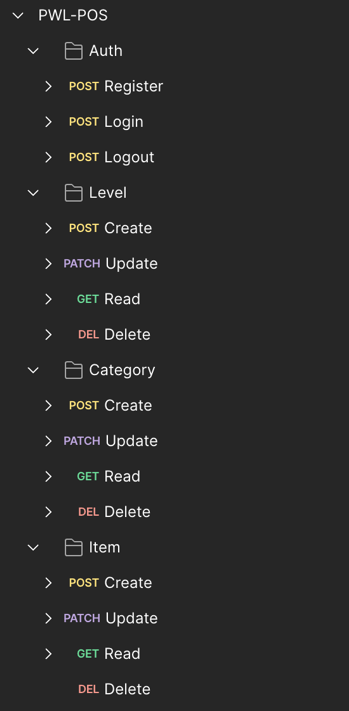 PWL-POS
Auth
POST Register
POST Login
POST Logout
Level
POST Create
PATCH Update
GET Read
DEL Delete
Category
POST Create
PATCH Update
GET Read
DEL Delete
Item
POST Create
PATCH Update
GET Read
DEL Delete